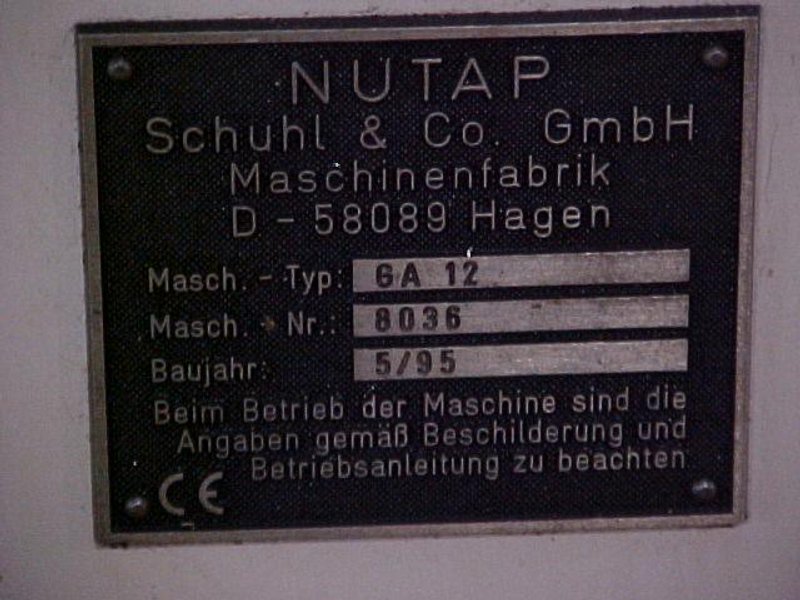 NUTAP
Schuhl & Co. GmbH
Maschinenfabrik
D - 58089 Hagen
Masch. - Typ: GA 12
Masch. - Nr.: 8036
Baujahr: 5/95
Beim Betrieb der Maschine sind die
Angaben gemäß Beschilderung und
Betriebsanleitung zu beachten
CE